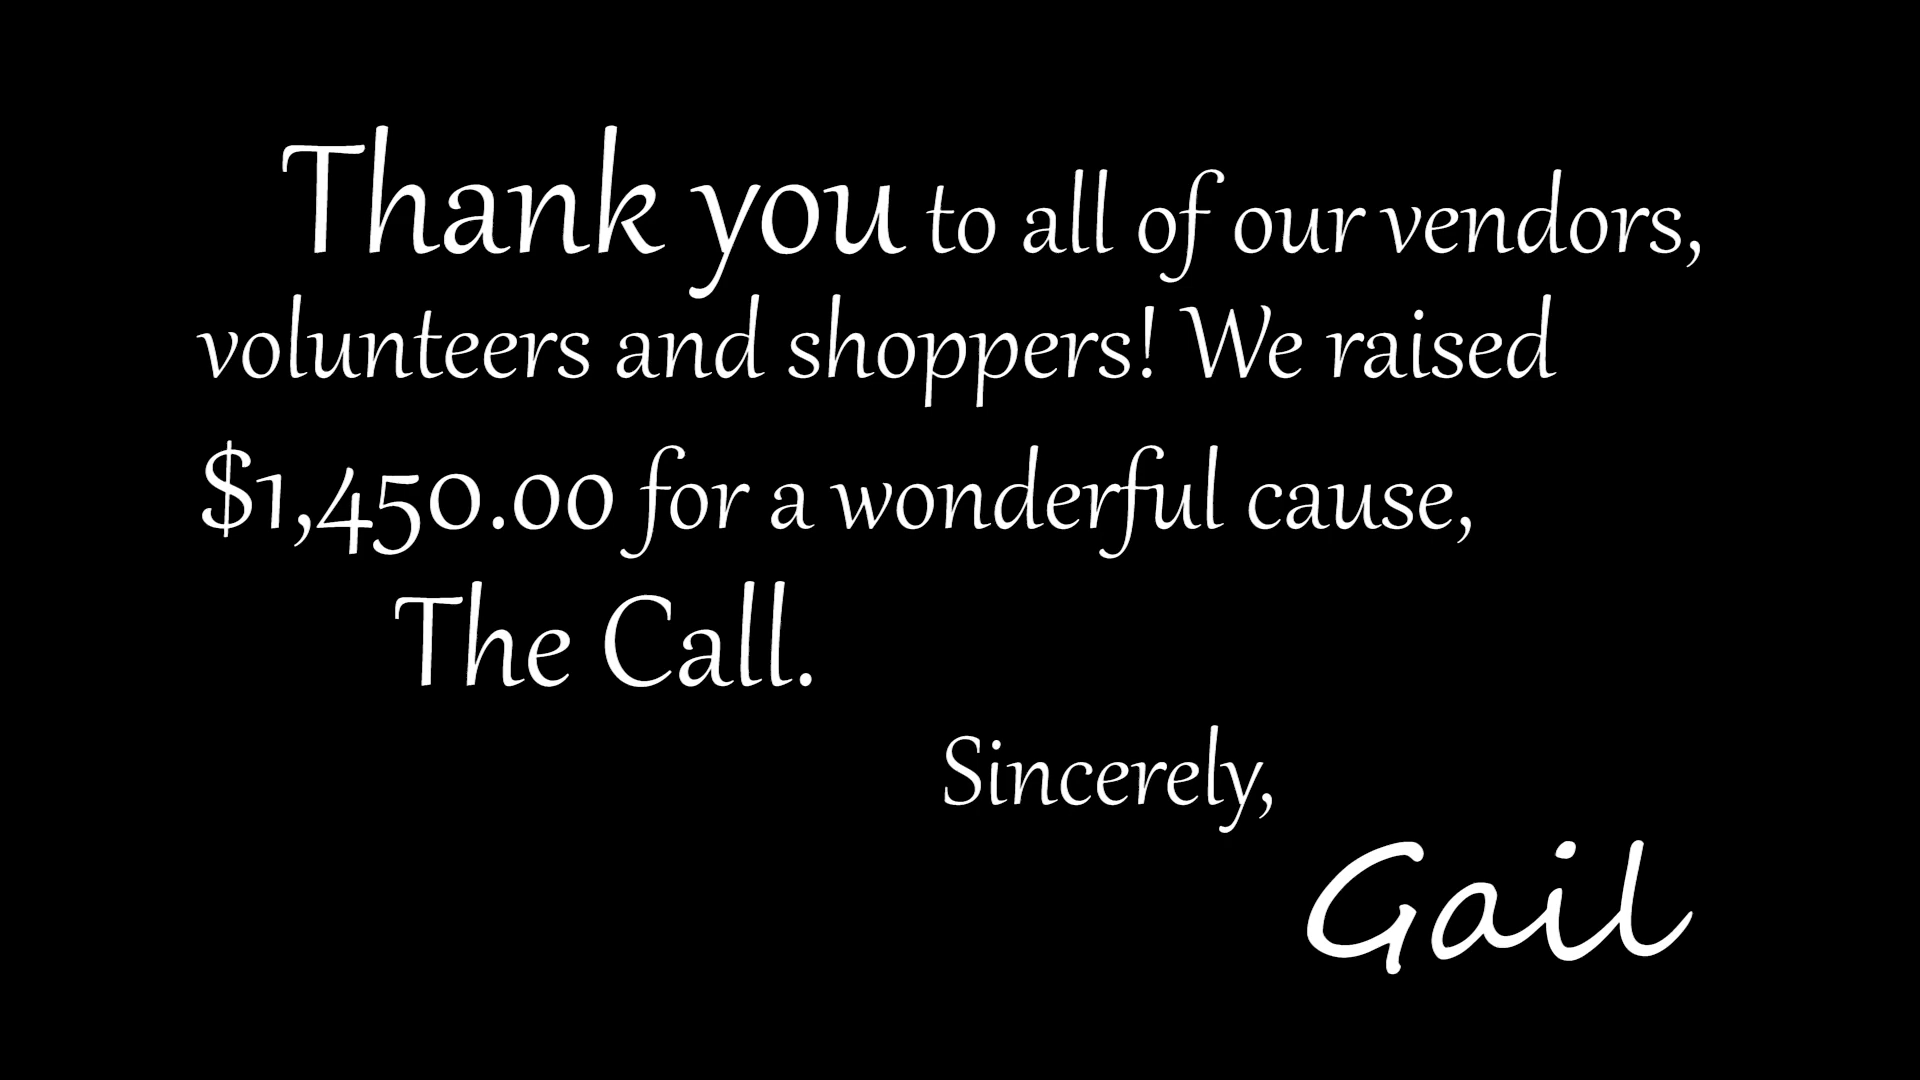 Thank you to all of our vendors,
volunteers and shoppers! We raised
$1,450.00 for a wonderful cause,
The Call.
Sincerely,
Gail